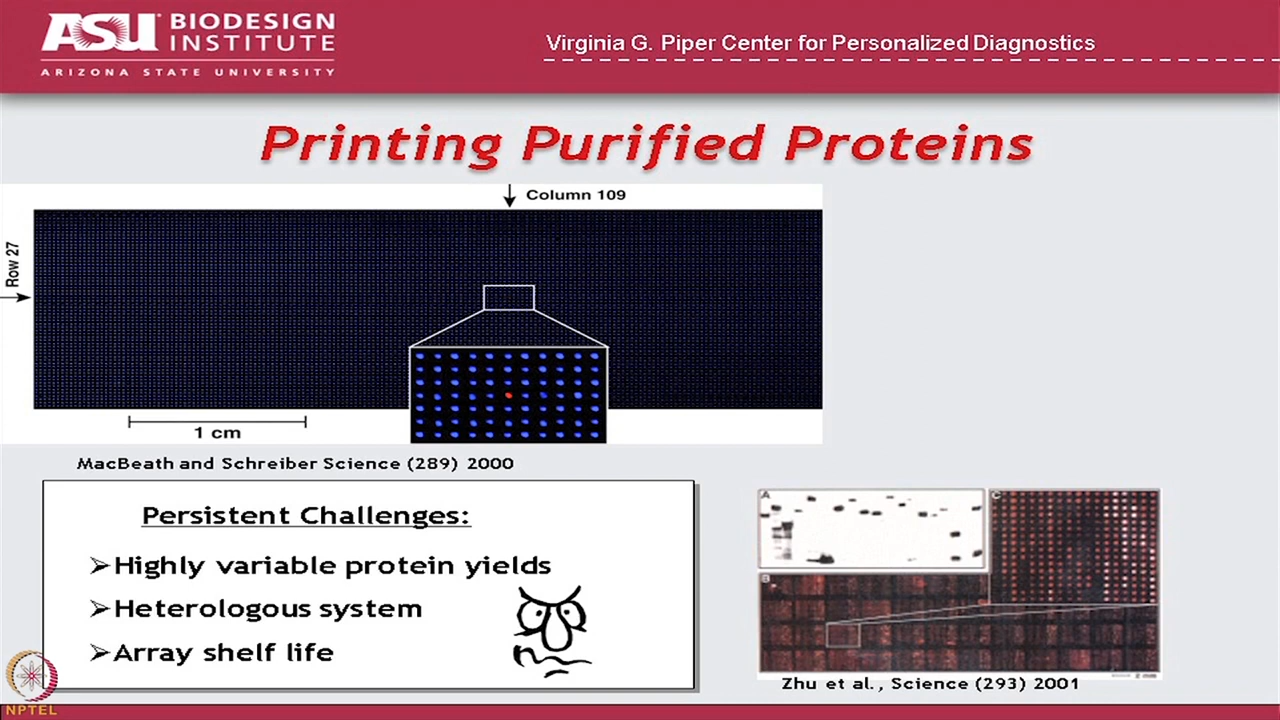 ASU BIODESIGN INSTITUTE
ARIZONA STATE UNIVERSITY
Virginia G. Piper Center for Personalized Diagnostics
Printing Purified Proteins
Column 109
Row 27
1 cm
MacBeath and Schreiber Science (289) 2000
Persistent Challenges:
➢Highly variable protein yields
➢Heterologous system
➢Array shelf life
A
C
B
Zhu et al., Science (293) 2001
NPTEL